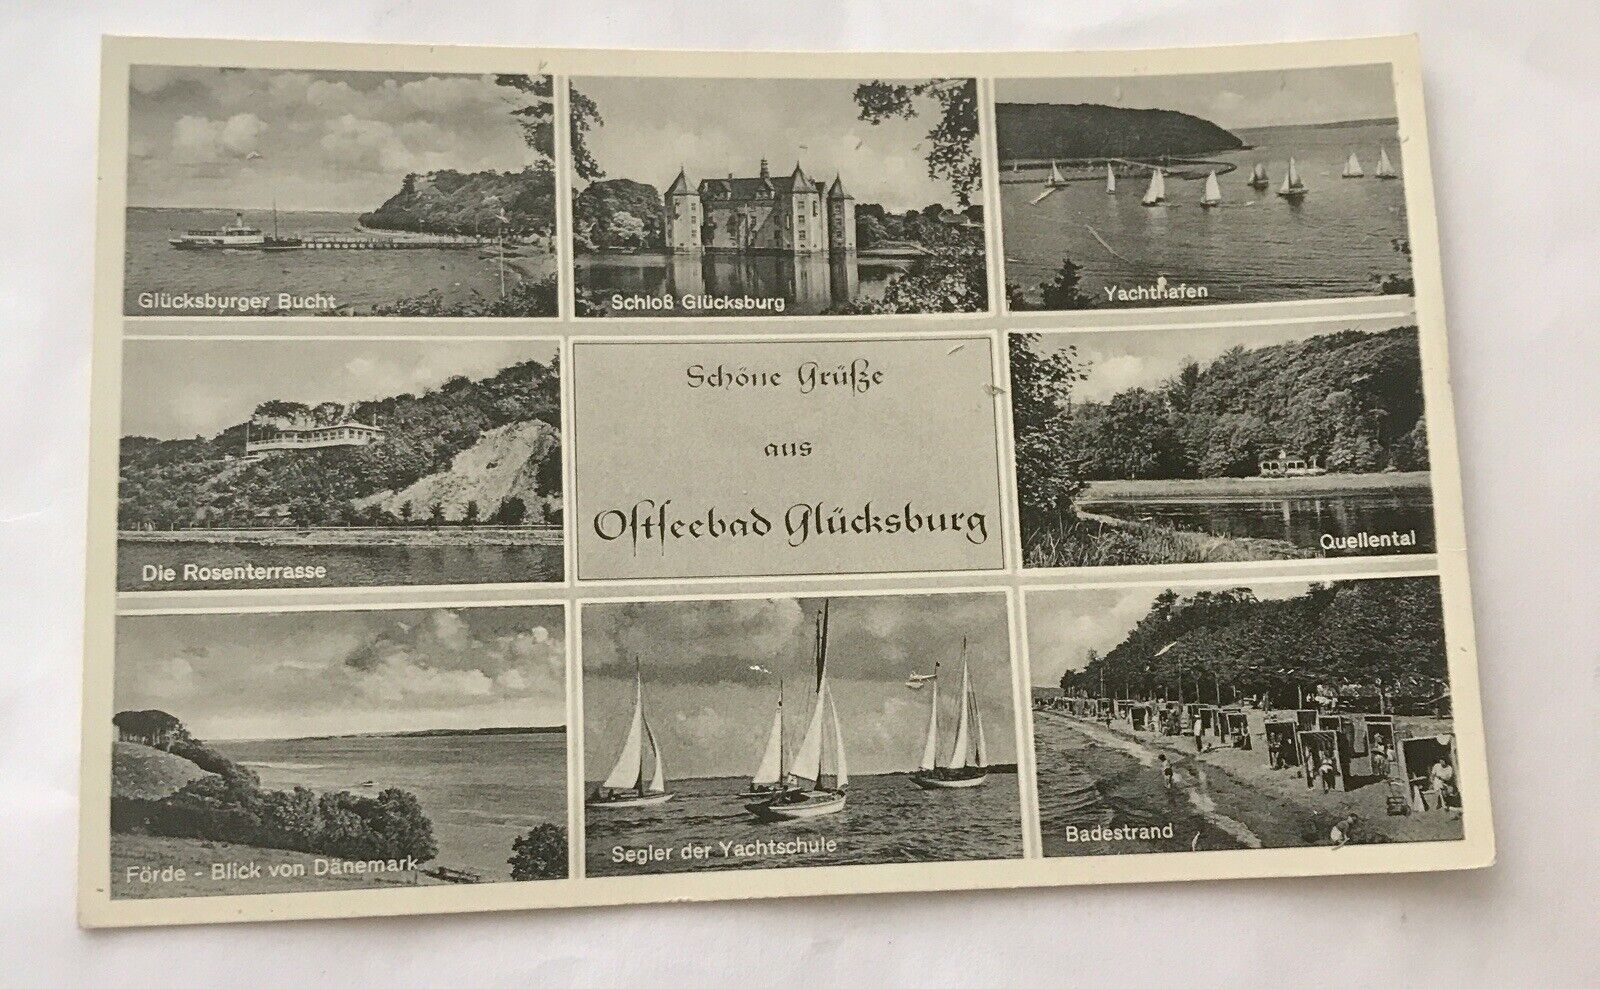 Glücksburger Bucht
Schloß Glücksburg
Yachthafen
Die Rosenterrasse
Schöne Grüße
aus
Ostseebad Glücksburg
Quellental
Förde - Blick von Dänemark
Segler der Yachtschule
Badestrand